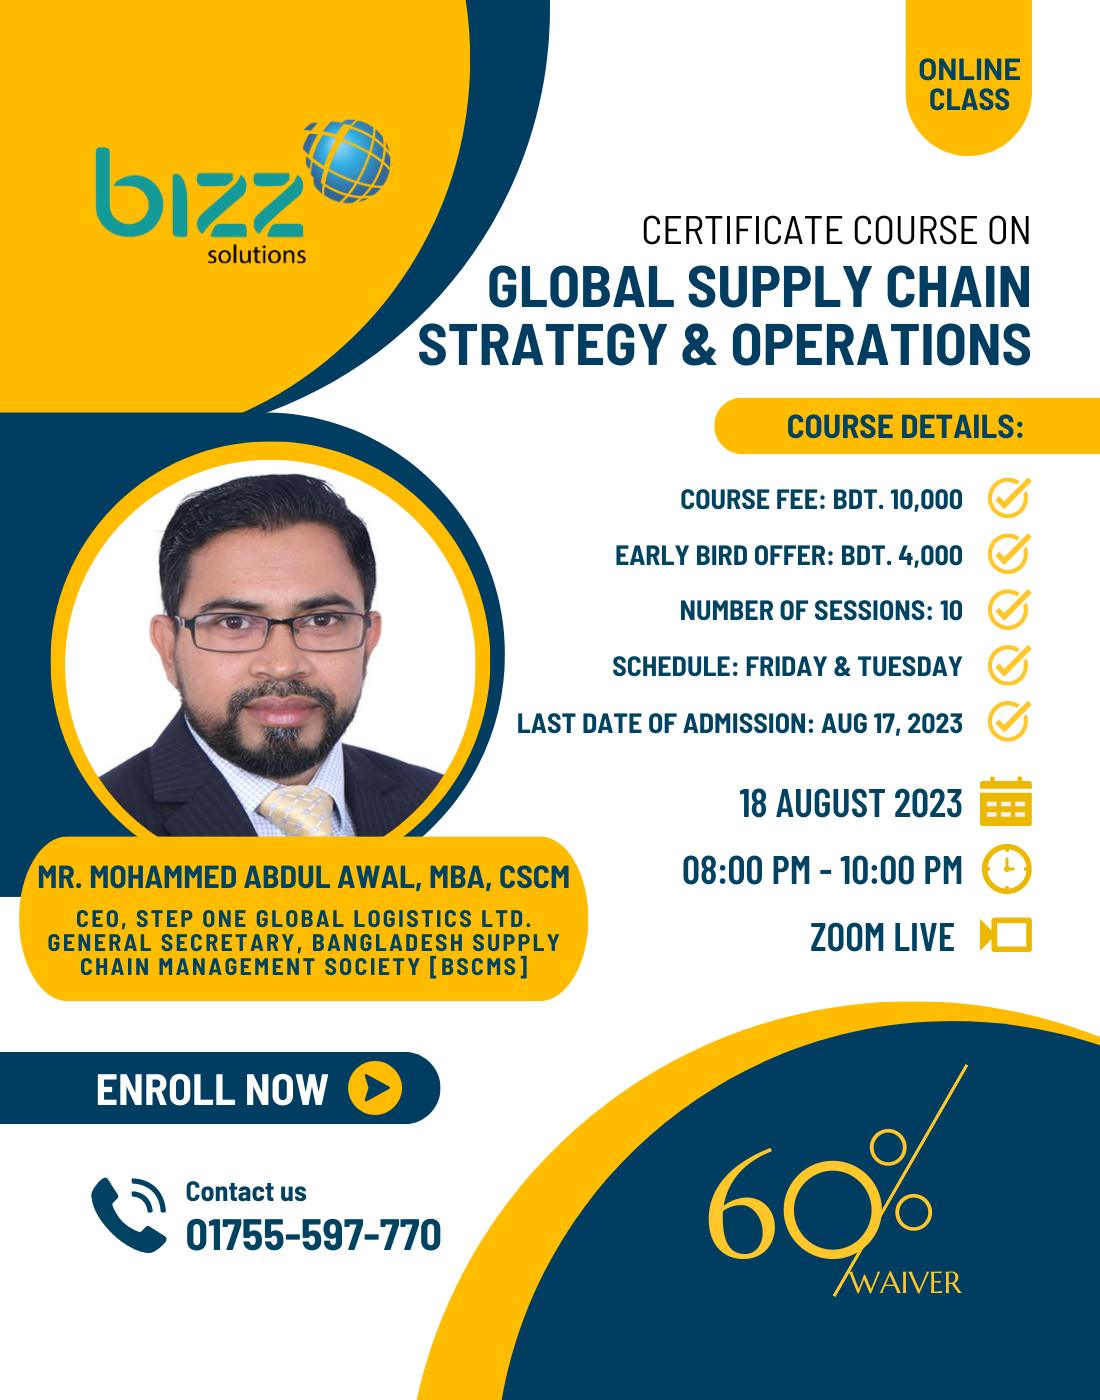 bizz
solutions
ONLINE
CLASS
CERTIFICATE COURSE ON
GLOBAL SUPPLY CHAIN
STRATEGY & OPERATIONS
COURSE DETAILS:
COURSE FEE: BDT. 10,000
EARLY BIRD OFFER: BDT. 4,000
NUMBER OF SESSIONS: 10
SCHEDULE: FRIDAY & TUESDAY
LAST DATE OF ADMISSION: AUG 17, 2023
18 AUGUST 2023
08:00 PM - 10:00 PM
ZOOM LIVE
MR. MOHAMMED ABDUL AWAL, MBA, CSCM
CEO, STEP ONE GLOBAL LOGISTICS LTD.
GENERAL SECRETARY, BANGLADESH SUPPLY
CHAIN MANAGEMENT SOCIETY [BSCMS]
ENROLL NOW
Contact us
01755-597-770
60%
WAIVER